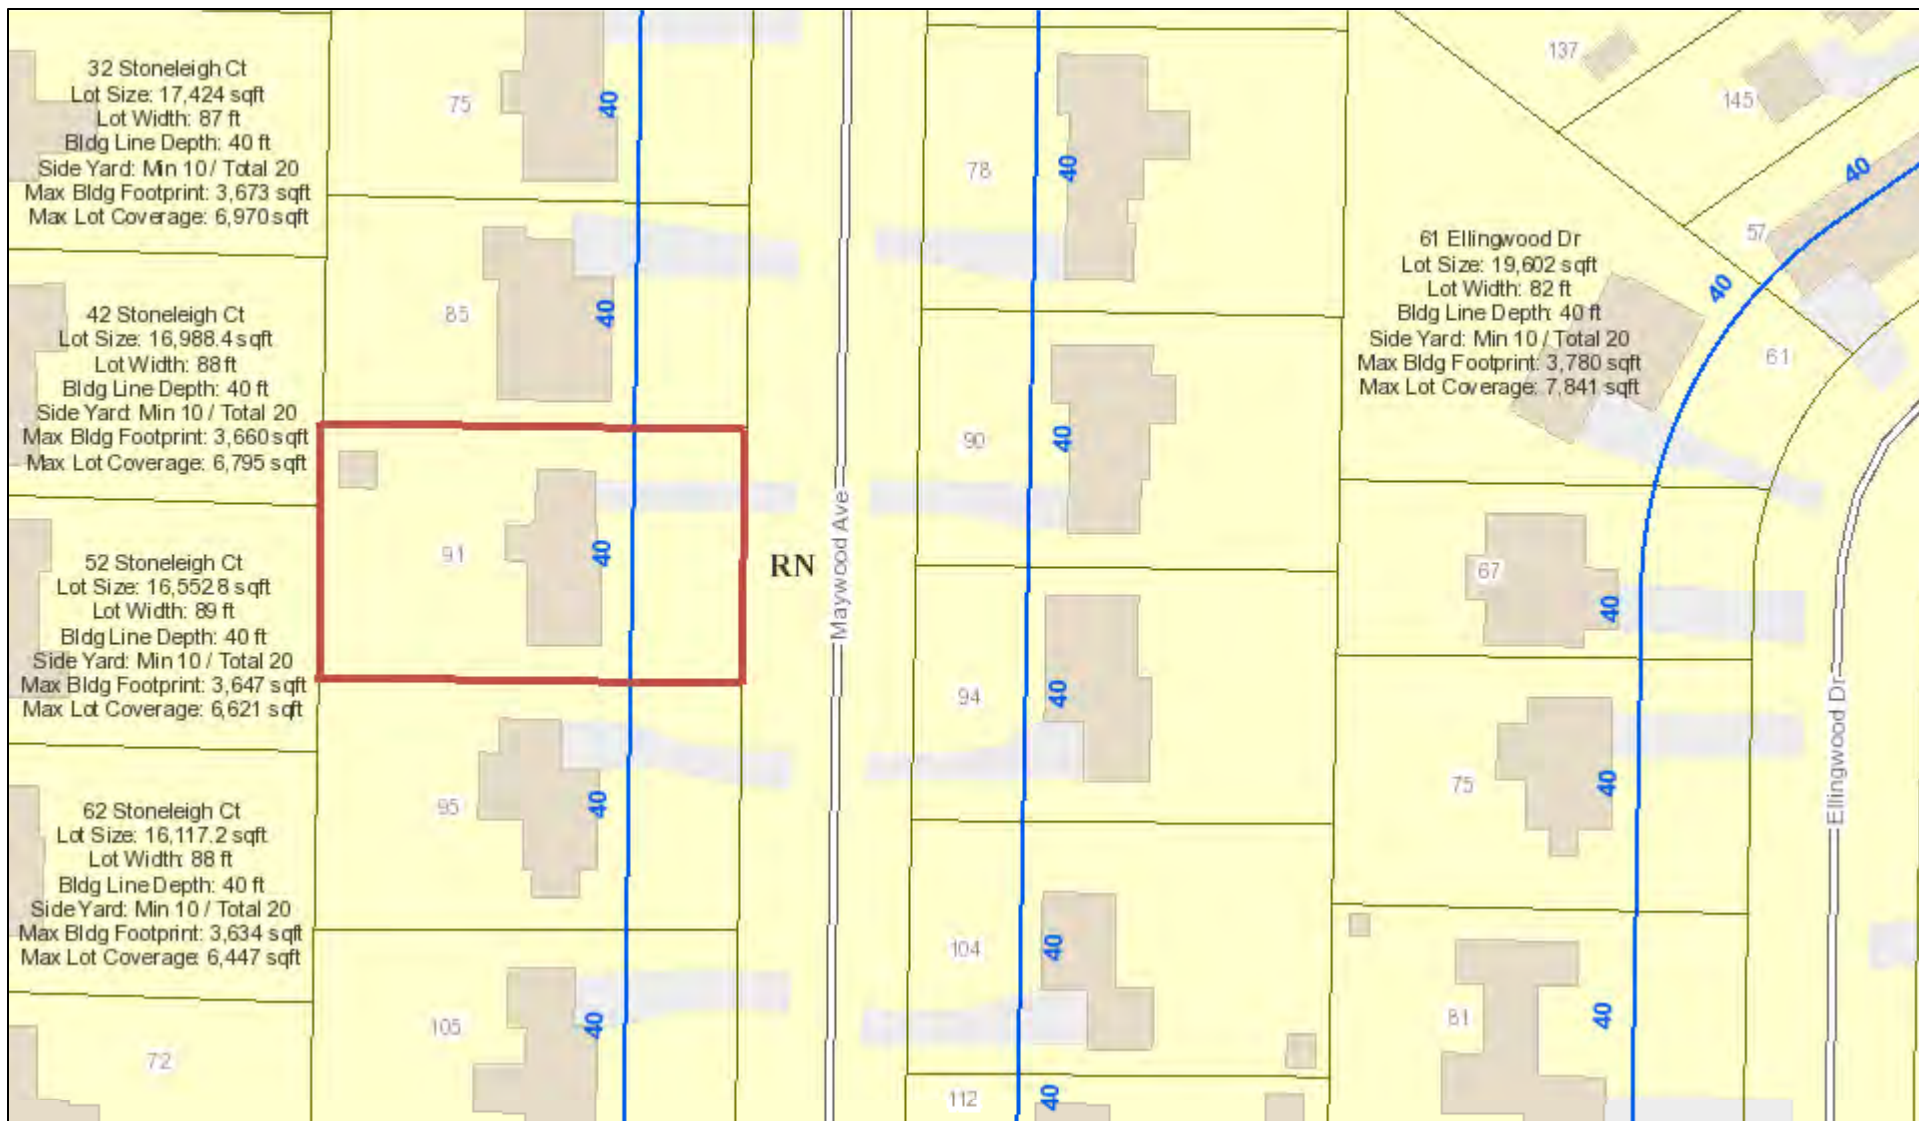 32 Stoneleigh Ct
Lot Size: 17,424 sqft
Lot Width: 87 ft
Bldg Line Depth: 40 ft
Side Yard: Min 10 / Total 20
Max Bldg Footprint: 3,673 sqft
Max Lot Coverage: 6,970 sqft
42 Stoneleigh Ct
Lot Size: 16,988.4 sqft
Lot Width: 88 ft
Bldg Line Depth: 40 ft
Side Yard: Min 10 / Total 20
Max Bldg Footprint: 3,660 sqft
Max Lot Coverage: 6,795 sqft
52 Stoneleigh Ct
Lot Size: 16,552.8 sqft
Lot Width: 89 ft
Bldg Line Depth: 40 ft
Side Yard: Min 10 / Total 20
Max Bldg Footprint: 3,647 sqft
Max Lot Coverage: 6,621 sqft
62 Stoneleigh Ct
Lot Size: 16,117.2 sqft
Lot Width: 88 ft
Bldg Line Depth: 40 ft
Side Yard: Min 10 / Total 20
Max Bldg Footprint: 3,634 sqft
Max Lot Coverage: 6,447 sqft
72
75
40
85
40
91
40
95
40
105
40
RN
Maywood Ave
78
40
90
40
94
40
104
40
112
40
137
145
57
40
61 Ellingwood Dr
Lot Size: 19,602 sqft
Lot Width: 82 ft
Bldg Line Depth: 40 ft
Side Yard: Min 10 / Total 20
Max Bldg Footprint: 3,780 sqft
Max Lot Coverage: 7,841 sqft
40
61
67
40
75
40
81
40
Ellingwood Dr